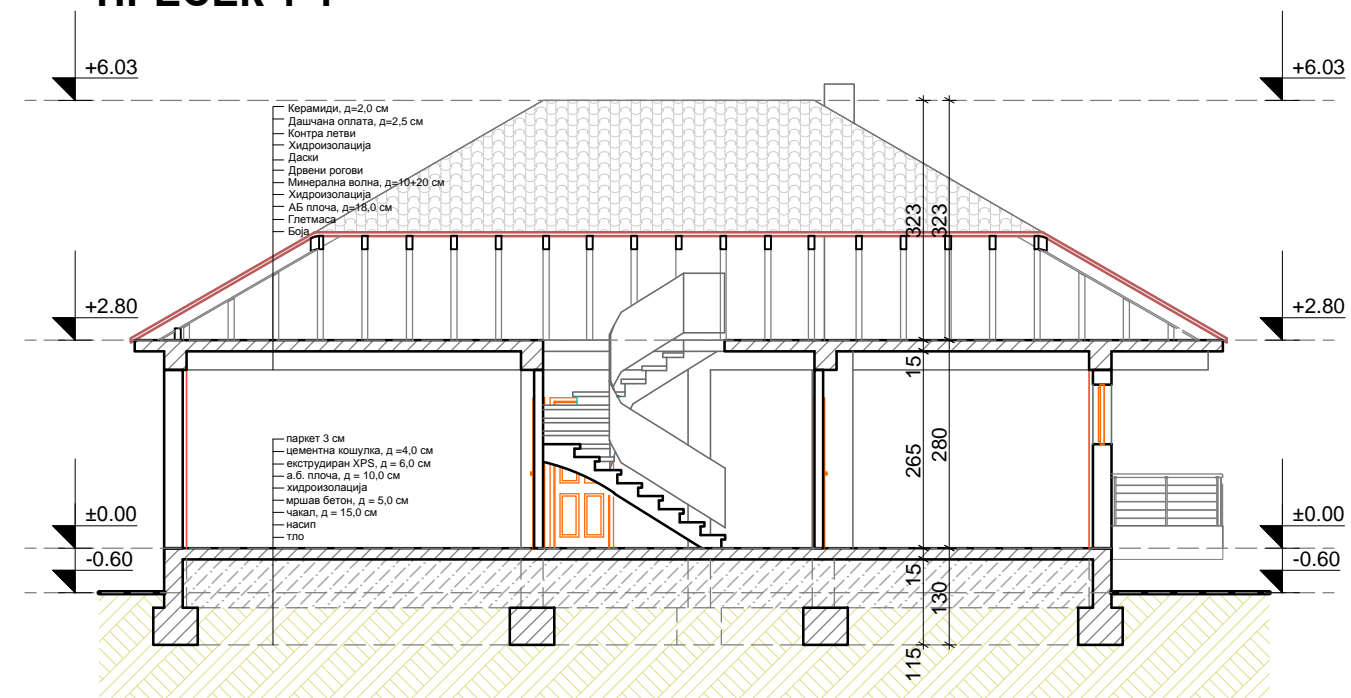 ПРЕСЕК 1-1
+6.03
+6.03
Керамиди, д=2,0 см
Дашчана оплата, д=2,5 см
Контра летви
Хидроизолација
Даски
Дрвени рогови
Минерална волна, д=10+20 см
Хидроизолација
АБ плоча, д=18,0 см
Глетмаса
Боја
323
323
+2.80
+2.80
15
265
280
паркет 3 см
цементна кошулка, д =4,0 см
екструдиран XPS, д = 6,0 см
а.б. плоча, д = 10,0 см
хидроизолација
мршав бетон, д = 5,0 см
чакал, д = 15,0 см
насип
тло
±0.00
±0.00
-0.60
-0.60
15
130
115